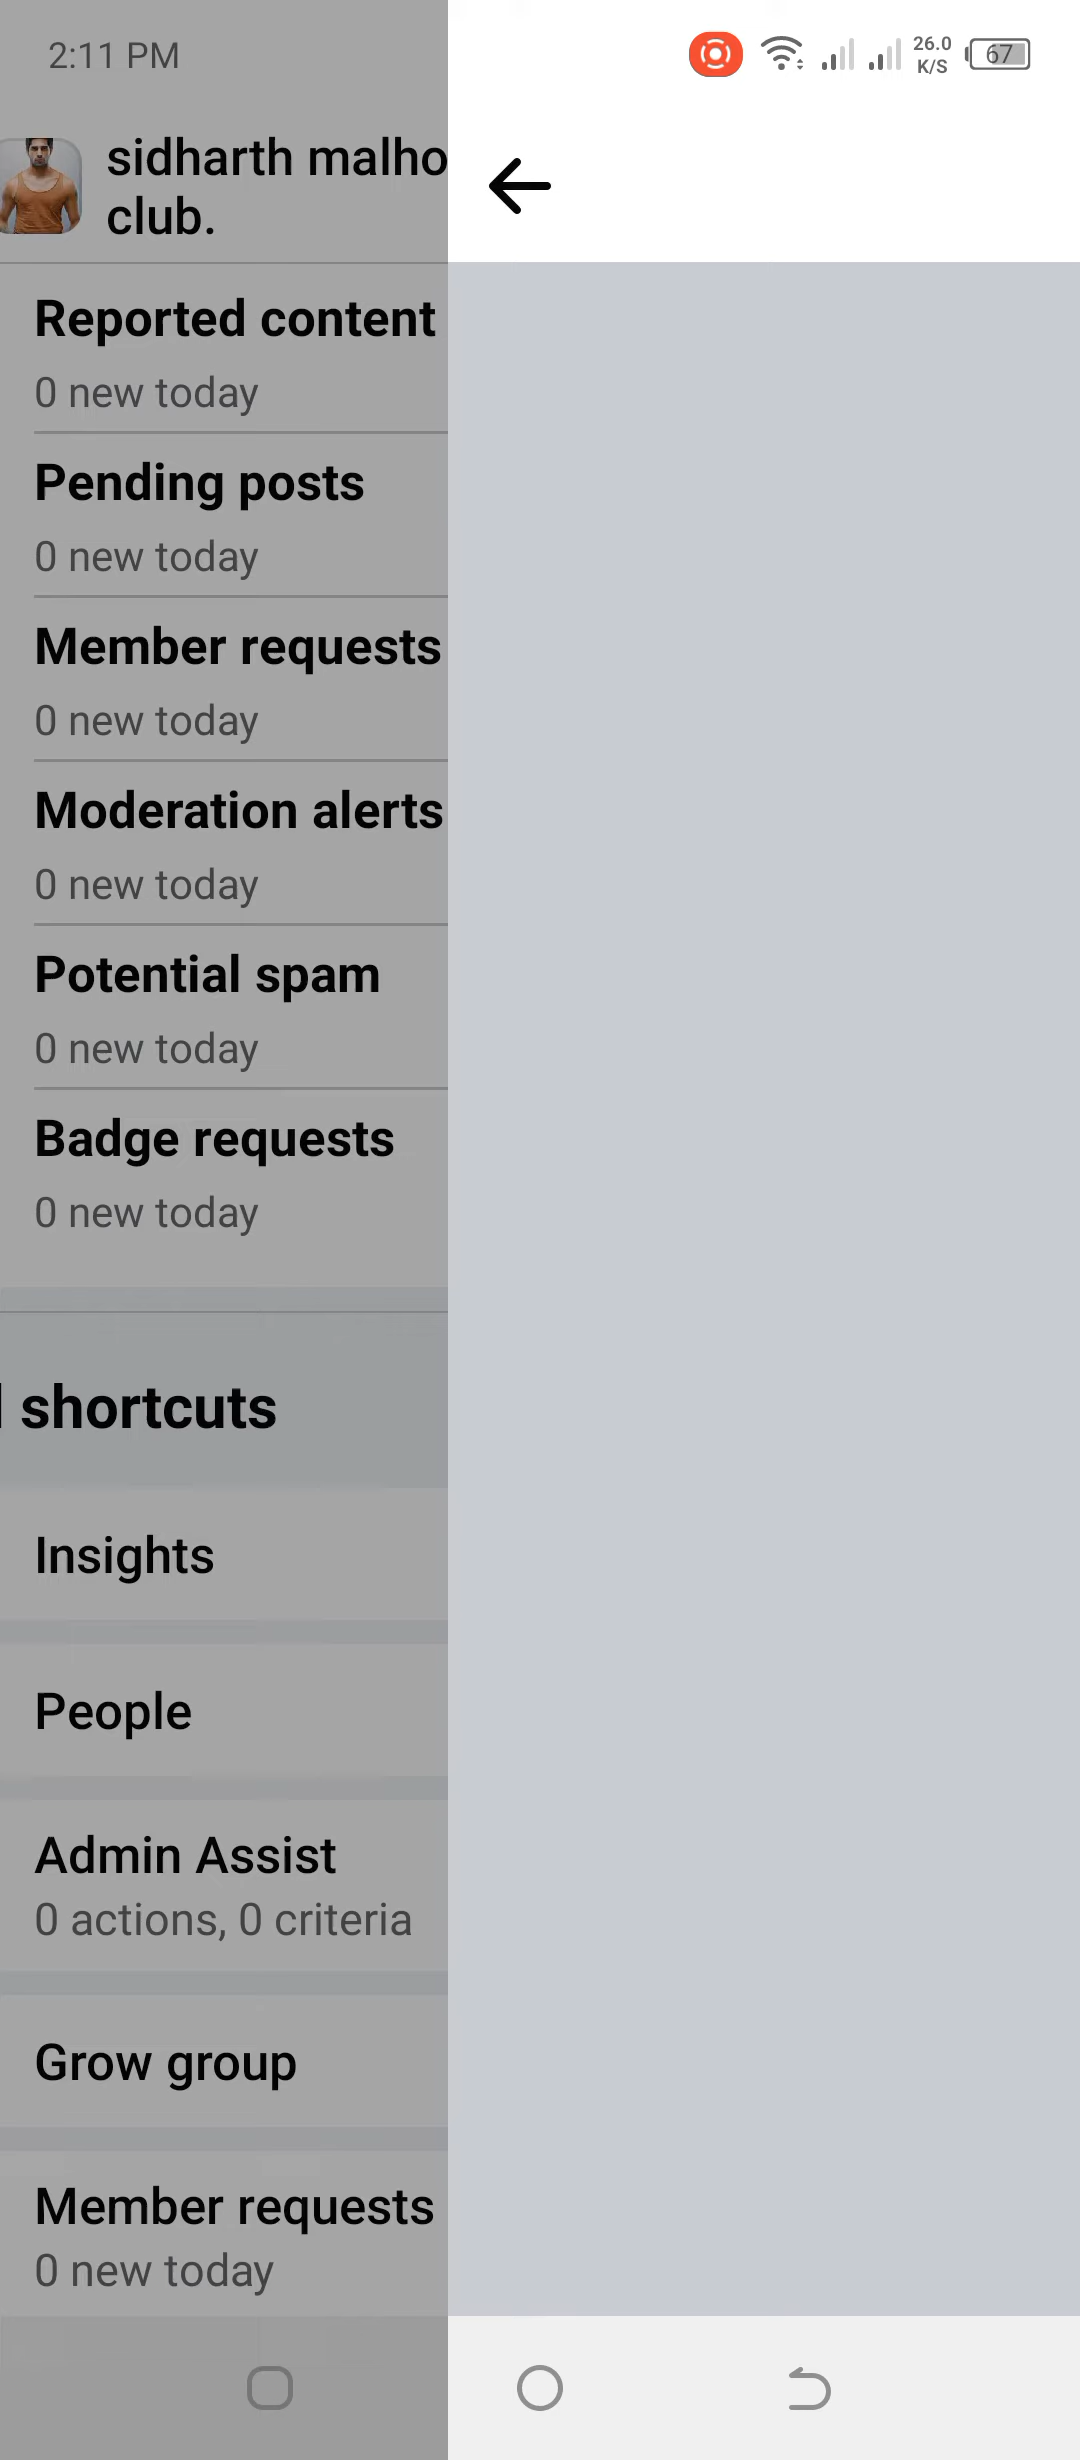 2:11 PM
26.0
K/S
67
sidharth malho
club.
Reported content
0 new today
Pending posts
0 new today
Member requests
0 new today
Moderation alerts
0 new today
Potential spam
0 new today
Badge requests
0 new today
shortcuts
Insights
People
Admin Assist
0 actions, 0 criteria
Grow group
Member requests
0 new today